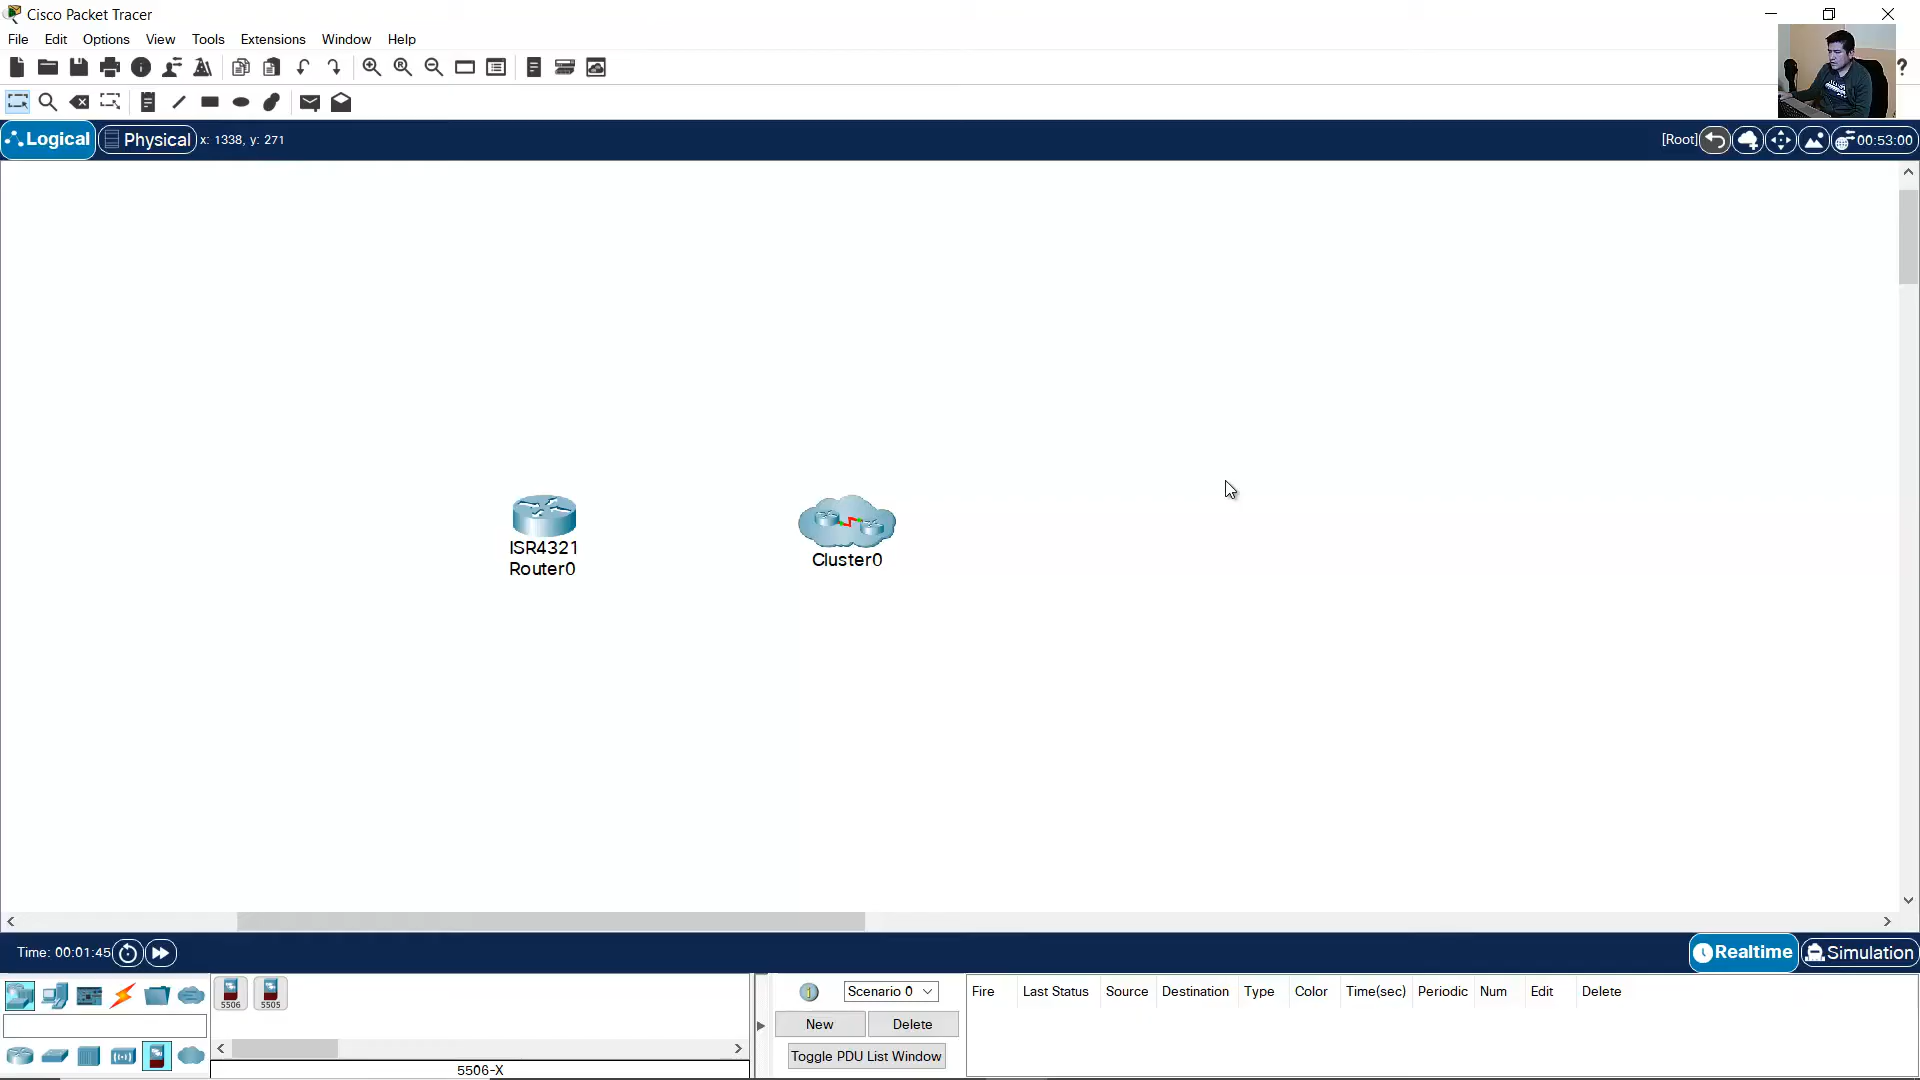 Cisco Packet Tracer
File Edit Options View Tools Extensions Window Help
?
Logical Physical x: 1338, y: 271 [Root] 00:53:00
ISR4321
Router0
Cluster0
Time: 00:01:45 Realtime Simulation
5506 5505
Scenario 0
New Delete
Toggle PDU List Window
Fire Last Status Source Destination Type Color Time(sec) Periodic Num Edit Delete
5506-X